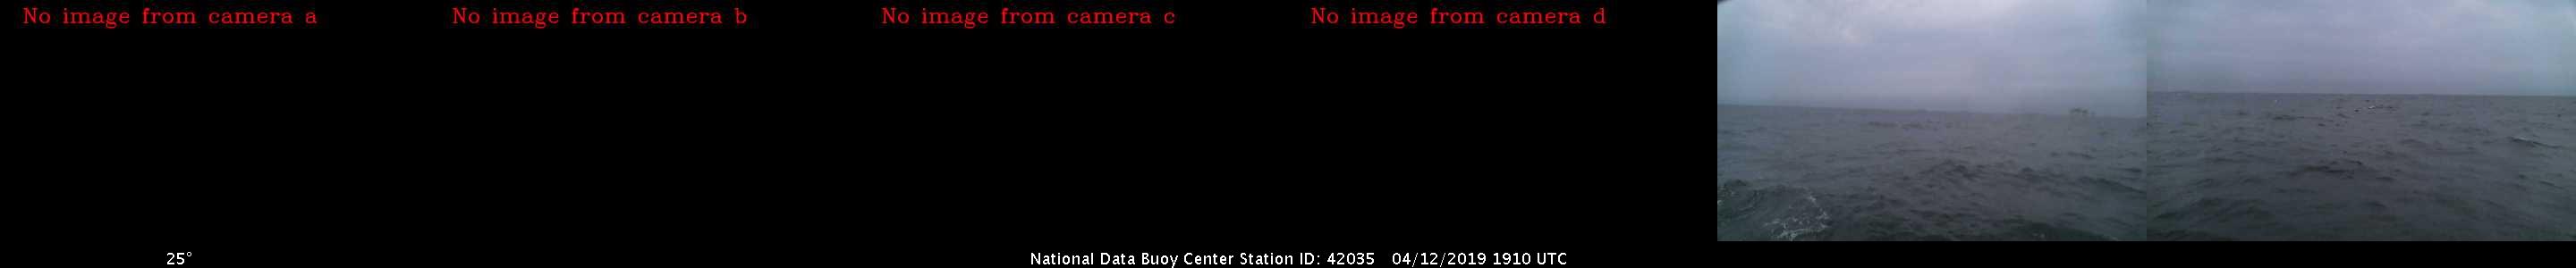 No image from camera a
No image from camera b
No image from camera c
No image from camera d
25°
National Data Buoy Center Station ID: 42035 04/12/2019 1910 UTC